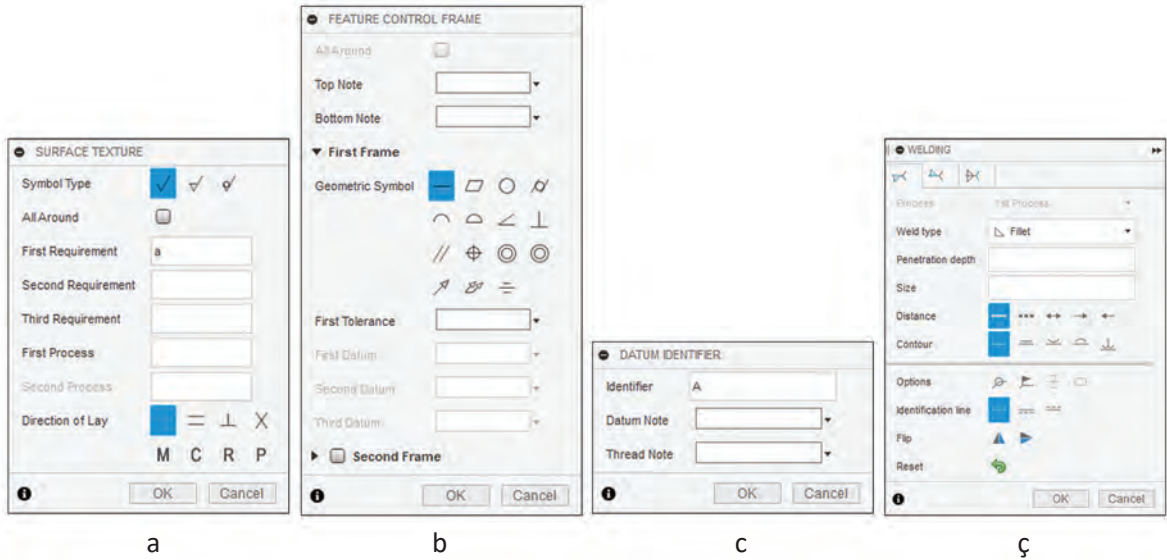 SURFACE TEXTURE
Symbol Type
All Around
First Requirement a
Second Requirement
Third Requirement
First Process
Second Process
Direction of Lay
M C R P
OK Cancel
a
FEATURE CONTROL FRAME
All Around
Top Note
Bottom Note
First Frame
Geometric Symbol
First Tolerance
First Datum
Second Datum
Third Datum
Second Frame
OK Cancel
b
DATUM IDENTIFIER
Identifier A
Datum Note
Thread Note
OK Cancel
c
WELDING
Process 1st Process
Weld type Fillet
Penetration depth
Size
Distance
Contour
Options
Identification line
Flip
Reset
OK Cancel
ç